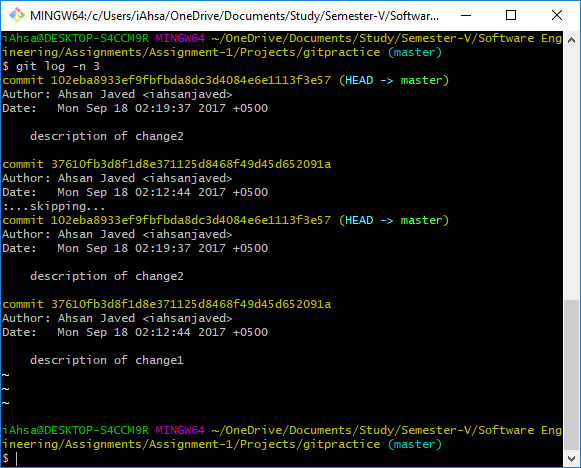 MINGW64:/c/Users/iAhsa/OneDrive/Documents/Study/Semester-V/Software...
iAhsa@DESKTOP-S4CCM9R MINGW64 ~/OneDrive/Documents/Study/Semester-V/Software Eng
ineering/Assignments/Assignment-1/Projects/gitpractice (master)
$ git log -n 3
commit 102eba8933ef9fbfbda8dc3d4084e6e1113f3e57 (HEAD -> master)
Author: Ahsan Javed <iahsanjaved>
Date:   Mon Sep 18 02:19:37 2017 +0500
description of change2
commit 37610fb3d8f1d8e371125d8468f49d45d652091a
Author: Ahsan Javed <iahsanjaved>
Date:   Mon Sep 18 02:12:44 2017 +0500
:...skipping...
commit 102eba8933ef9fbfbda8dc3d4084e6e1113f3e57 (HEAD -> master)
Author: Ahsan Javed <iahsanjaved>
Date:   Mon Sep 18 02:19:37 2017 +0500
description of change2
commit 37610fb3d8f1d8e371125d8468f49d45d652091a
Author: Ahsan Javed <iahsanjaved>
Date:   Mon Sep 18 02:12:44 2017 +0500
description of change1
~
~
~
iAhsa@DESKTOP-S4CCM9R MINGW64 ~/OneDrive/Documents/Study/Semester-V/Software Eng
ineering/Assignments/Assignment-1/Projects/gitpractice (master)
$